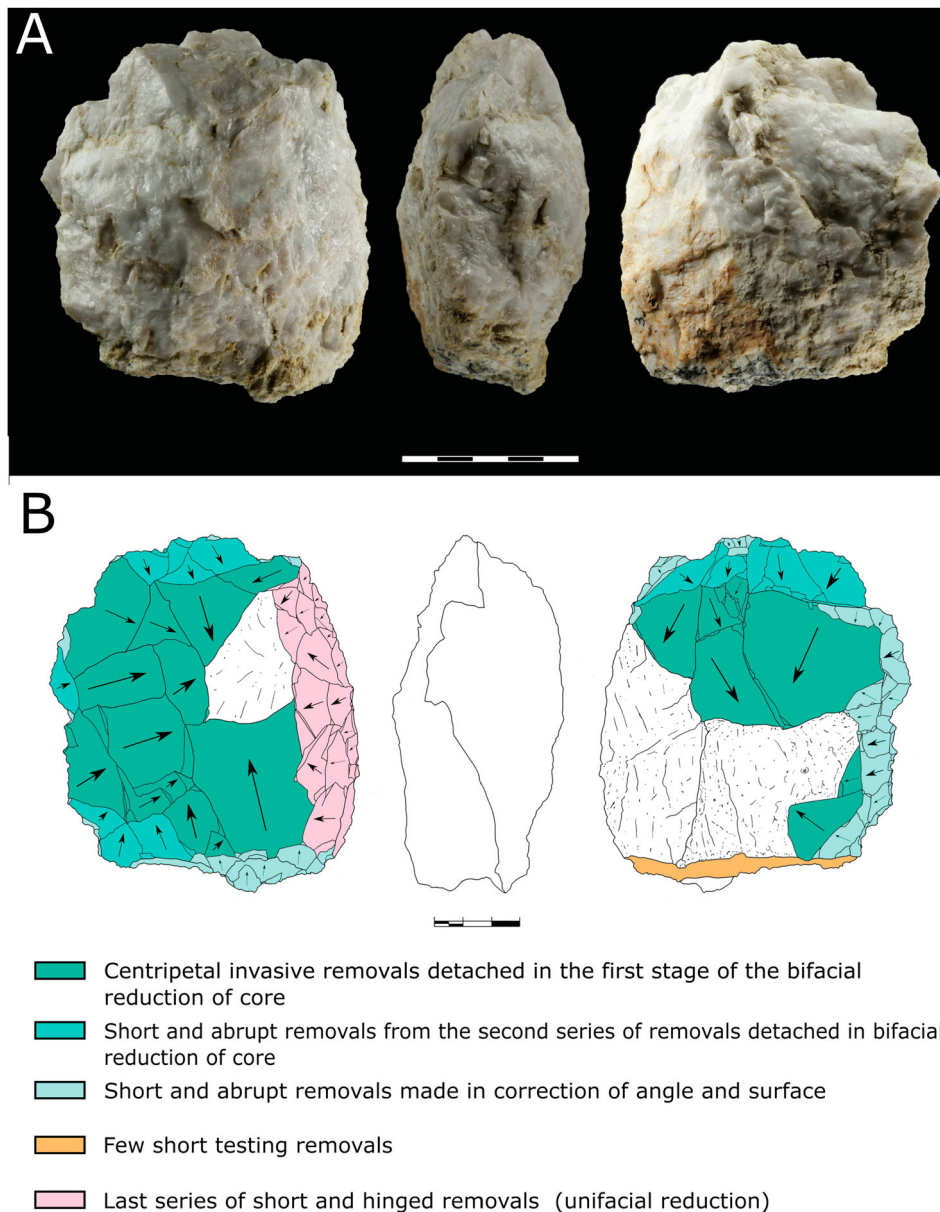 A
B
Centripetal invasive removals detached in the first stage of the bifacial
reduction of core
Short and abrupt removals from the second series of removals detached in bifacial
reduction of core
Short and abrupt removals made in correction of angle and surface
Few short testing removals
Last series of short and hinged removals (unifacial reduction)